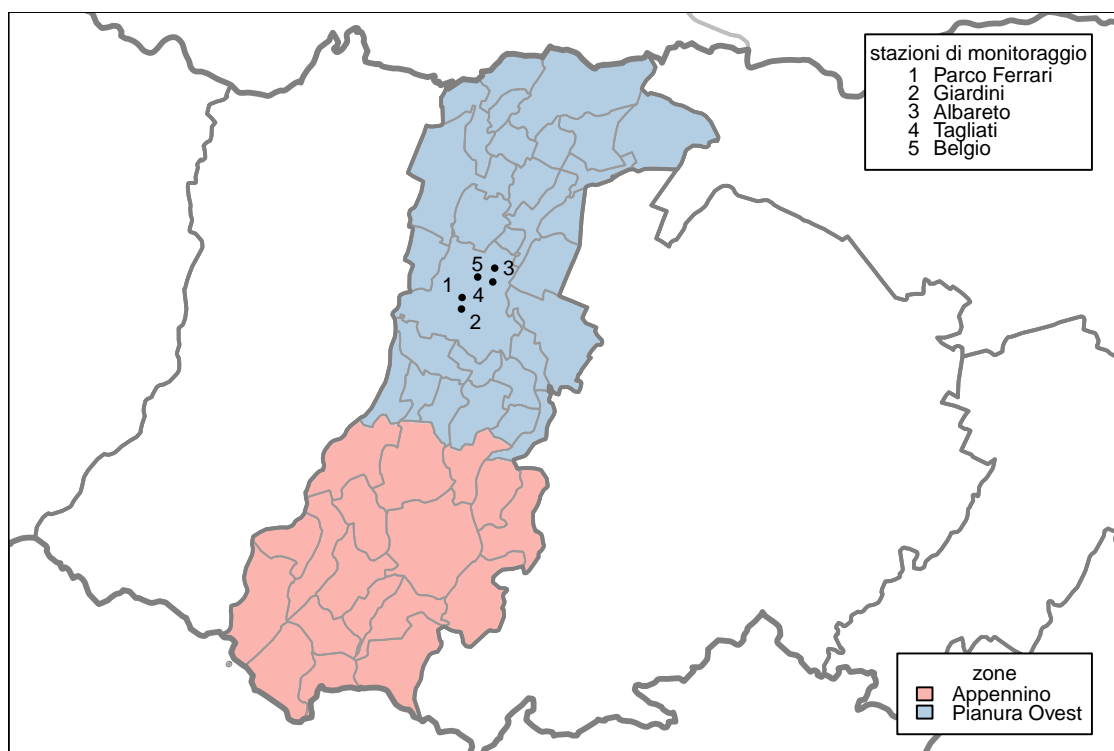 stazioni di monitoraggio
1 Parco Ferrari
2 Giardini
3 Albareto
4 Tagliati
5 Belgio
5
3
1
4
2
zone
Appennino
Pianura Ovest